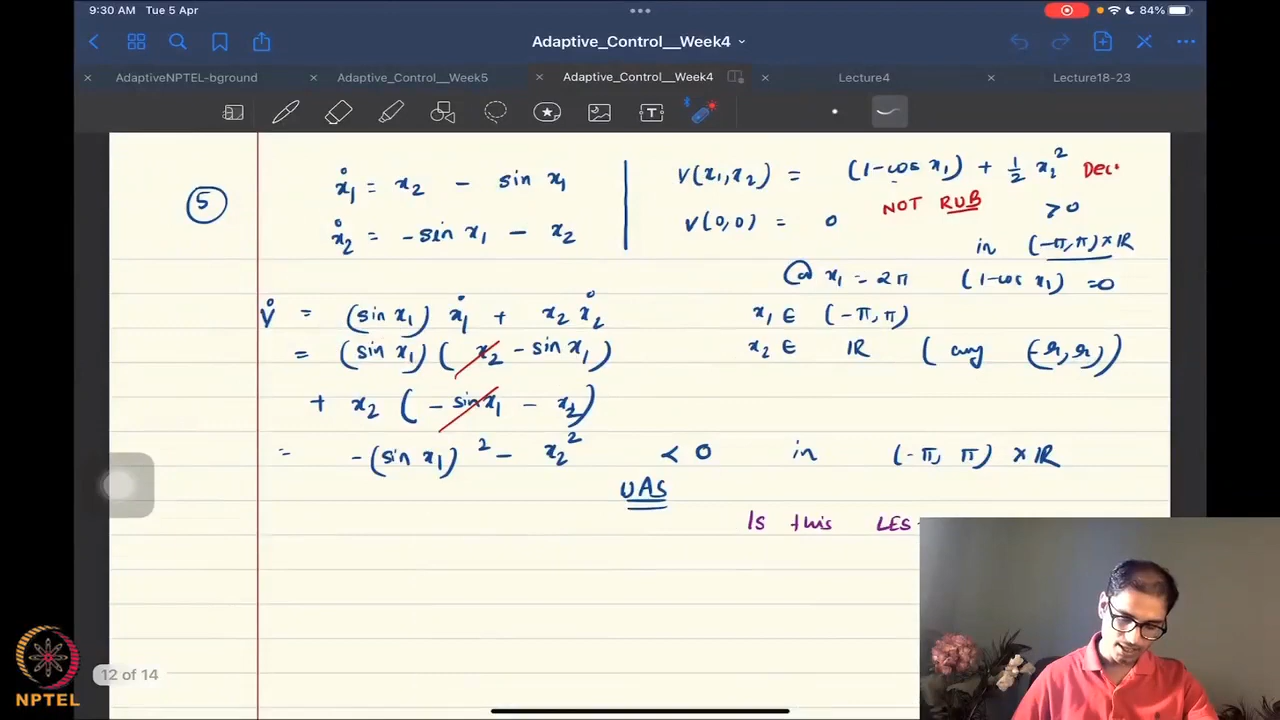 9:30 AM Tue 5 Apr
84%
Adaptive_Control__Week4
AdaptiveNPTEL-bground
Adaptive_Control__Week5
Adaptive_Control__Week4
Lecture4
Lecture18-23
5
ẋ₁ = x₂ - sin x₁
ẋ₂ = -sin x₁ - x₂
V(x₁,x₂) = (1-cos x₁) + ½ x₂² Dec.
NOT RUB
V(0,0) = 0
> 0
in (-π,π) × ℝ
@ x₁ = 2π (1-cos x₁) = 0
x₁ ∈ (-π,π)
x₂ ∈ ℝ ( any (-r,r))
V̇ = (sin x₁) ẋ₁ + x₂ ẋ₂
= (sin x₁) ( x₂ - sin x₁)
+ x₂ ( - sin x₁ - x₂)
= -(sin x₁)² - x₂² < 0 in (-π, π) × ℝ
UAS
Is this LES
12 of 14
NPTEL